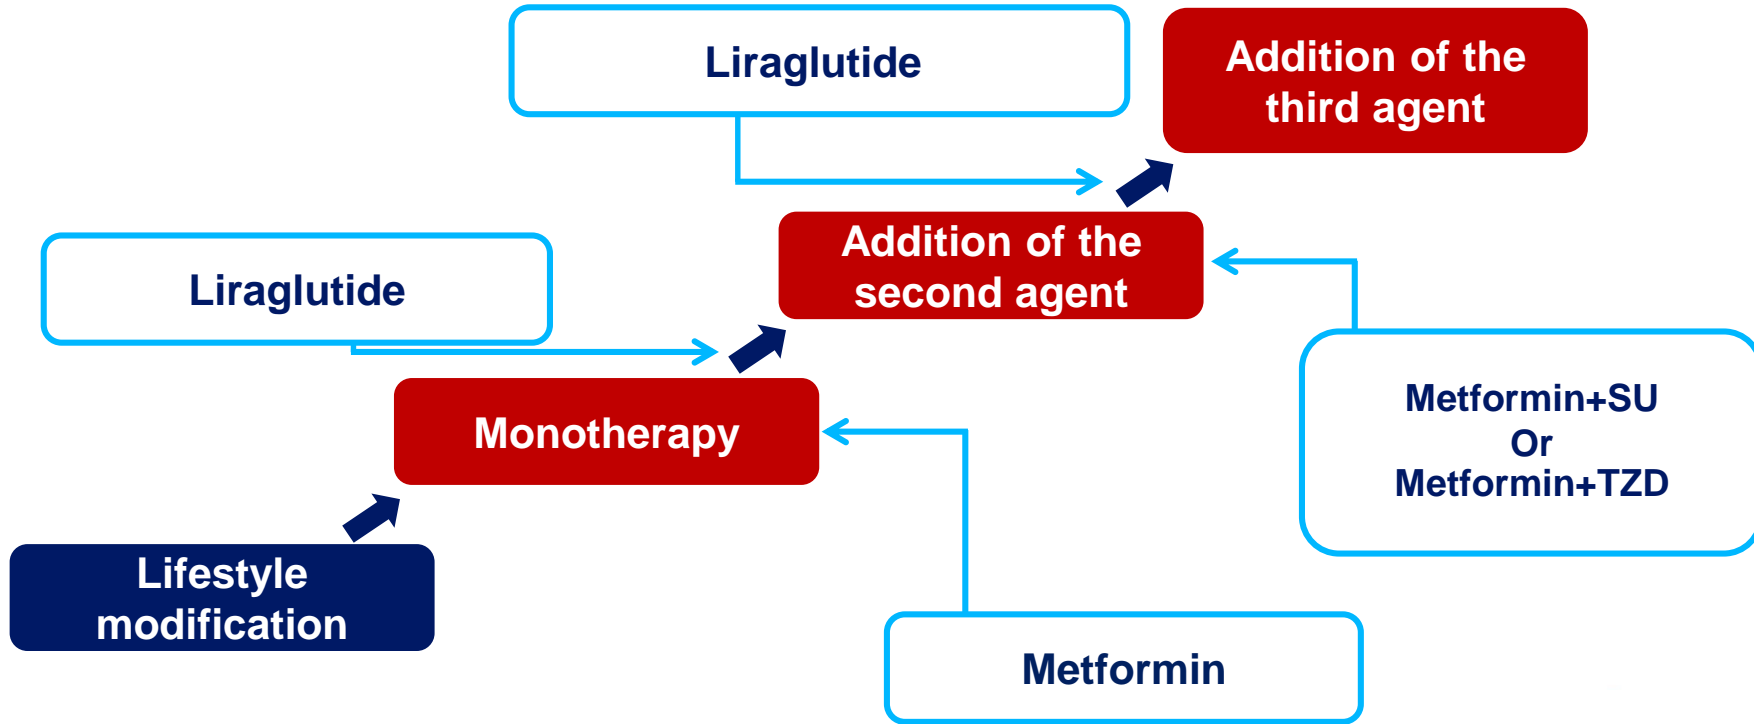 Liraglutide
Addition of the
third agent
Liraglutide
Addition of the
second agent
Metformin+SU
Or
Metformin+TZD
Monotherapy
Lifestyle
modification
Metformin